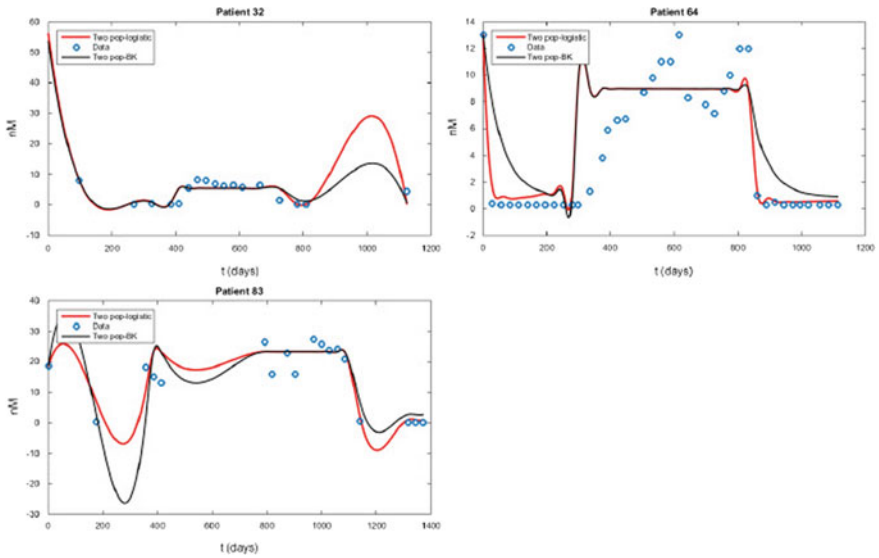 Patient 32
60
50
40
30
20
10
0
-10
nM
Two pop-logistic
Data
Two pop-BK
0 200 400 600 800 1000 1200
t (days)
Patient 64
14
12
10
8
6
4
2
0
-2
nM
Two pop-logistic
Data
Two pop-BK
0 200 400 600 800 1000 1200
t (days)
Patient 83
40
30
20
10
0
-10
-20
-30
nM
Two pop-logistic
Data
Two pop-BK
0 200 400 600 800 1000 1200 1400
t (days)